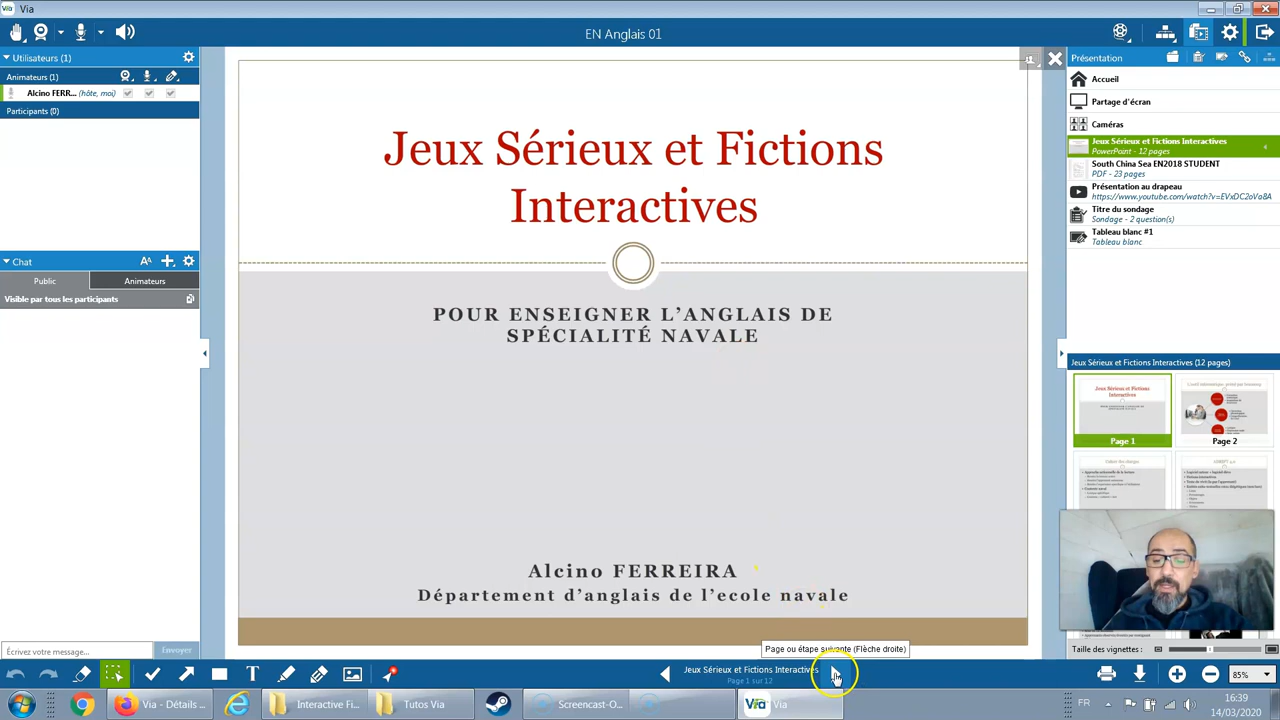 Via
EN Anglais 01
Utilisateurs (1)
Animateurs (1)
Alcino FERR... (hôte, moi)
Participants (0)
Chat
Public
Animateurs
Visible par tous les participants
Écrivez votre message...
Envoyer
Jeux Sérieux et Fictions
Interactives
POUR ENSEIGNER L’ANGLAIS DE
SPÉCIALITÉ NAVALE
Alcino FERREIRA
Département d’anglais de l’ecole navale
Page ou étape suivante (Flèche droite)
Jeux Sérieux et Fictions Interactives
Page 1 sur 12
Présentation
Accueil
Partage d'écran
Caméras
Jeux Sérieux et Fictions Interactives
PowerPoint - 12 pages
South China Sea EN2018 STUDENT
PDF - 23 pages
Présentation au drapeau
https://www.youtube.com/watch?v=EVxDC2oVa8A
Titre du sondage
Sondage - 2 question(s)
Tableau blanc #1
Tableau blanc
Jeux Sérieux et Fictions Interactives (12 pages)
Jeux Sérieux et Fictions
Interactives
Page 1
Page 2
Taille des vignettes :
85%
Via - Détails ...
Interactive Fi...
Tutos Via
Screencast-O...
Via
FR
16:39
14/03/2020